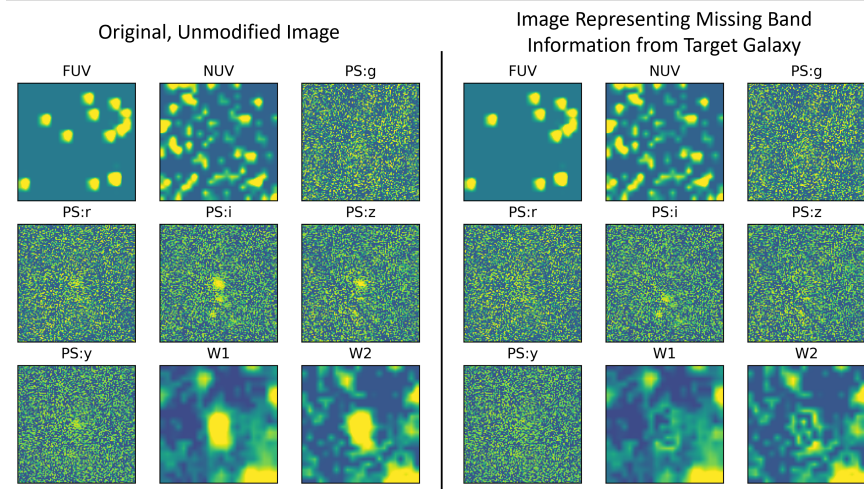 Original, Unmodified Image
Image Representing Missing Band
Information from Target Galaxy
FUV NUV PS:g
FUV NUV PS:g
PS:r PS:i PS:z
PS:r PS:i PS:z
PS:y W1 W2
PS:y W1 W2